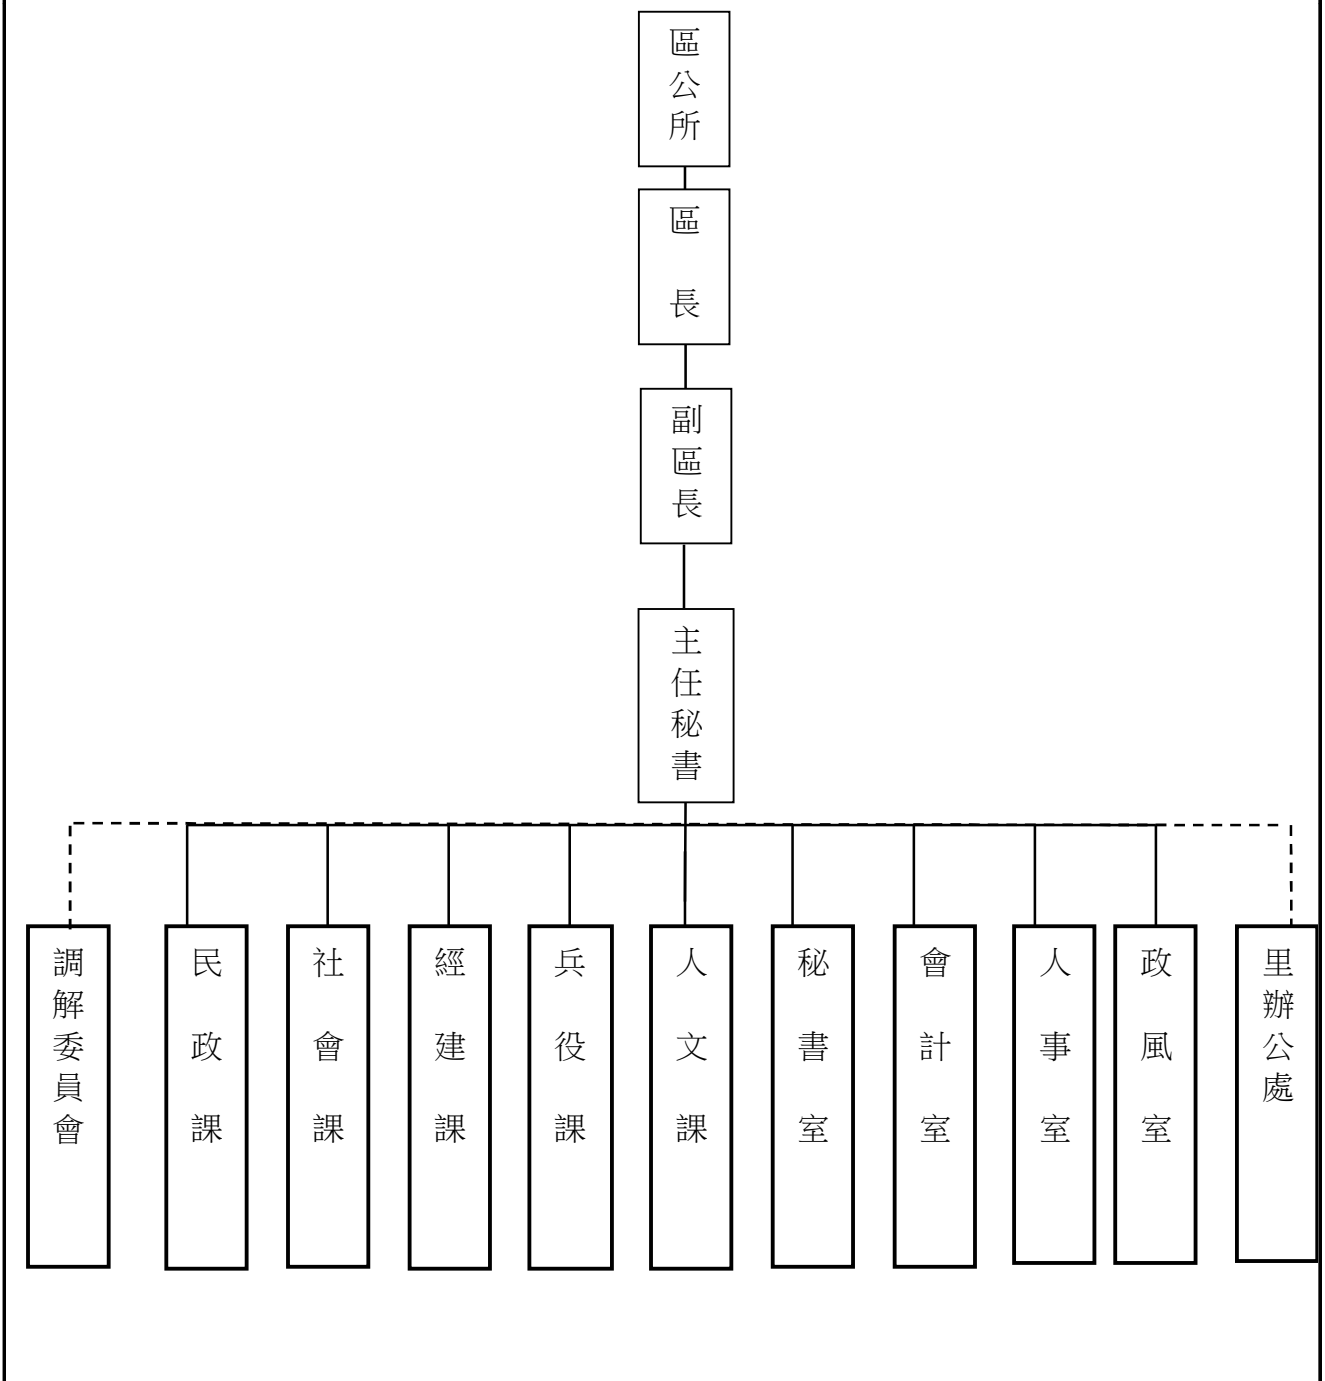 區公所
區長
副區長
主任秘書
調解委員會
民政課
社會課
經建課
兵役課
人文課
秘書室
會計室
人事室
政風室
里辦公處